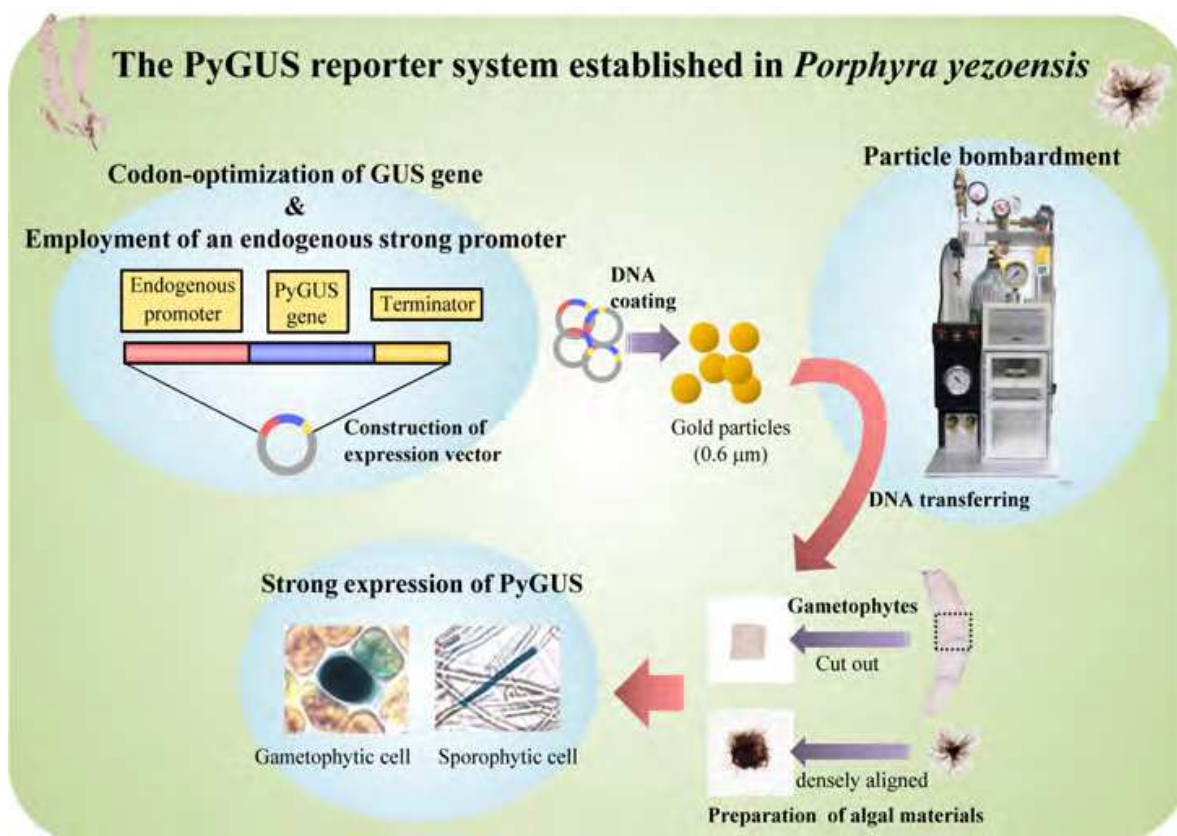 The PyGUS reporter system established in Porphyra yezoensis
Codon-optimization of GUS gene
&
Employment of an endogenous strong promoter
Endogenous
promoter
PyGUS
gene
Terminator
Construction of
expression vector
DNA
coating
Gold particles
(0.6 μm)
Particle bombardment
DNA transferring
Gametophytes
Cut out
densely aligned
Preparation of algal materials
Strong expression of PyGUS
Gametophytic cell
Sporophytic cell